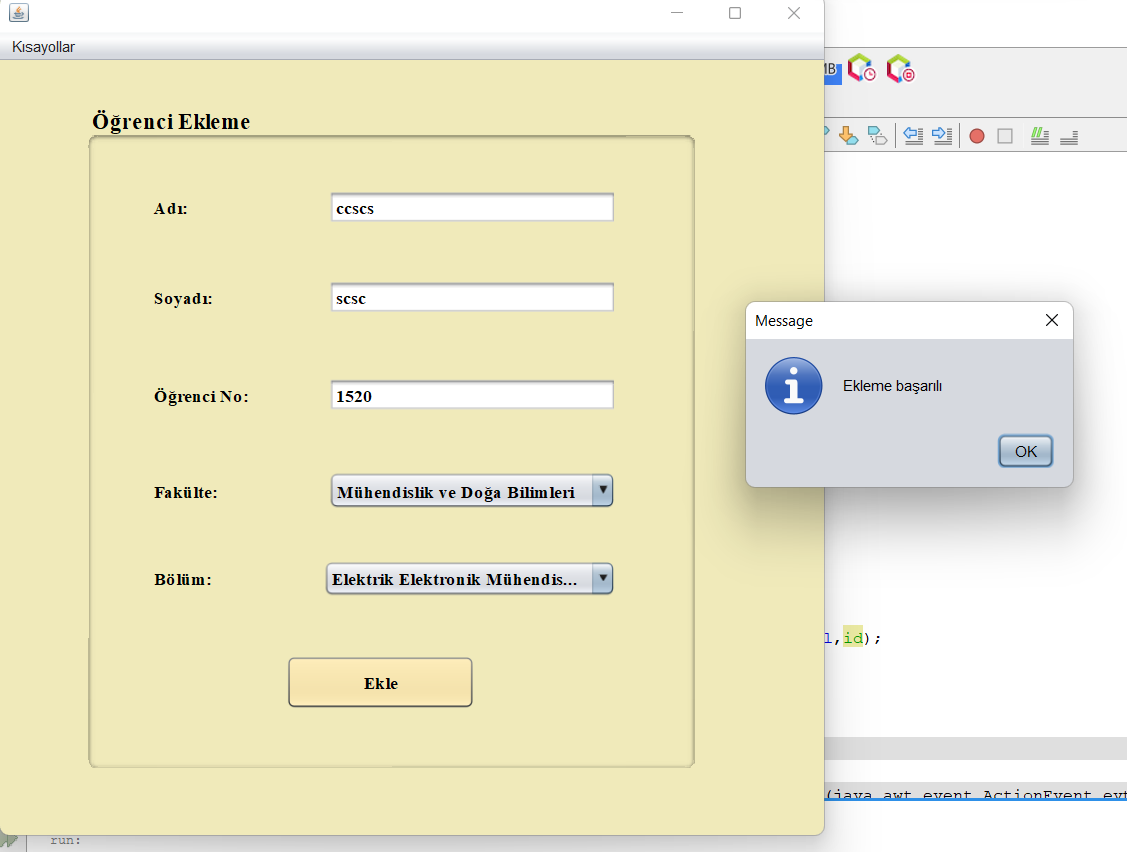 Kısayollar
MB
Öğrenci Ekleme
Adı:
ccscs
Soyadı:
scsc
Öğrenci No:
1520
Fakülte:
Mühendislik ve Doğa Bilimleri
Bölüm:
Elektrik Elektronik Mühendis...
Ekle
Message
Ekleme başarılı
OK
l,id);
(java.awt.event.ActionEvent evt
run: